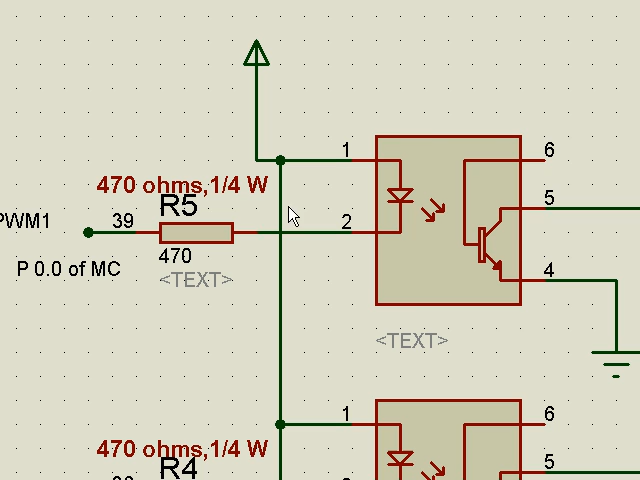 1
6
470 ohms,1/4 W
R5
5
PWM1
39
2
470
P 0.0 of MC
<TEXT>
4
<TEXT>
1
6
470 ohms,1/4 W
R4
5